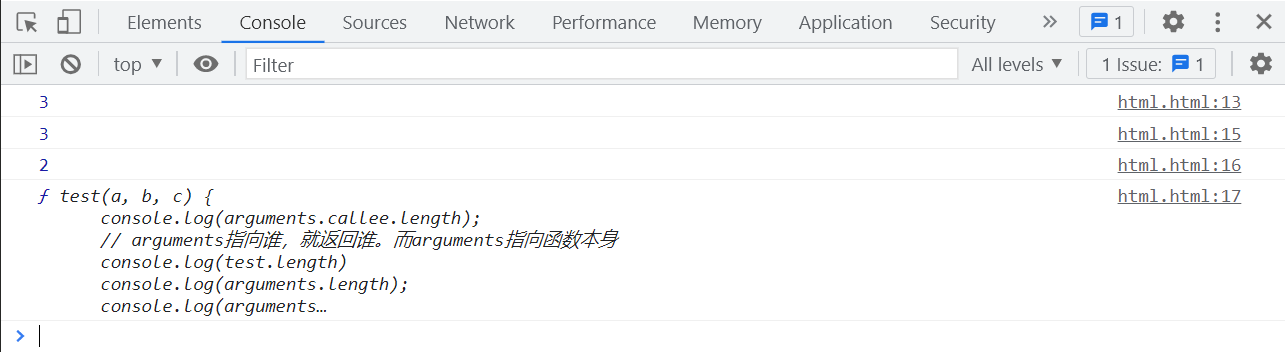 Elements Console Sources Network Performance Memory Application Security » 1
top ▼ Filter All levels ▼ 1 Issue: 1
3 html.html:13
3 html.html:15
2 html.html:16
ƒ test(a, b, c) { html.html:17
console.log(arguments.callee.length);
// arguments指向谁，就返回谁。而arguments指向函数本身
console.log(test.length)
console.log(arguments.length);
console.log(arguments…
>